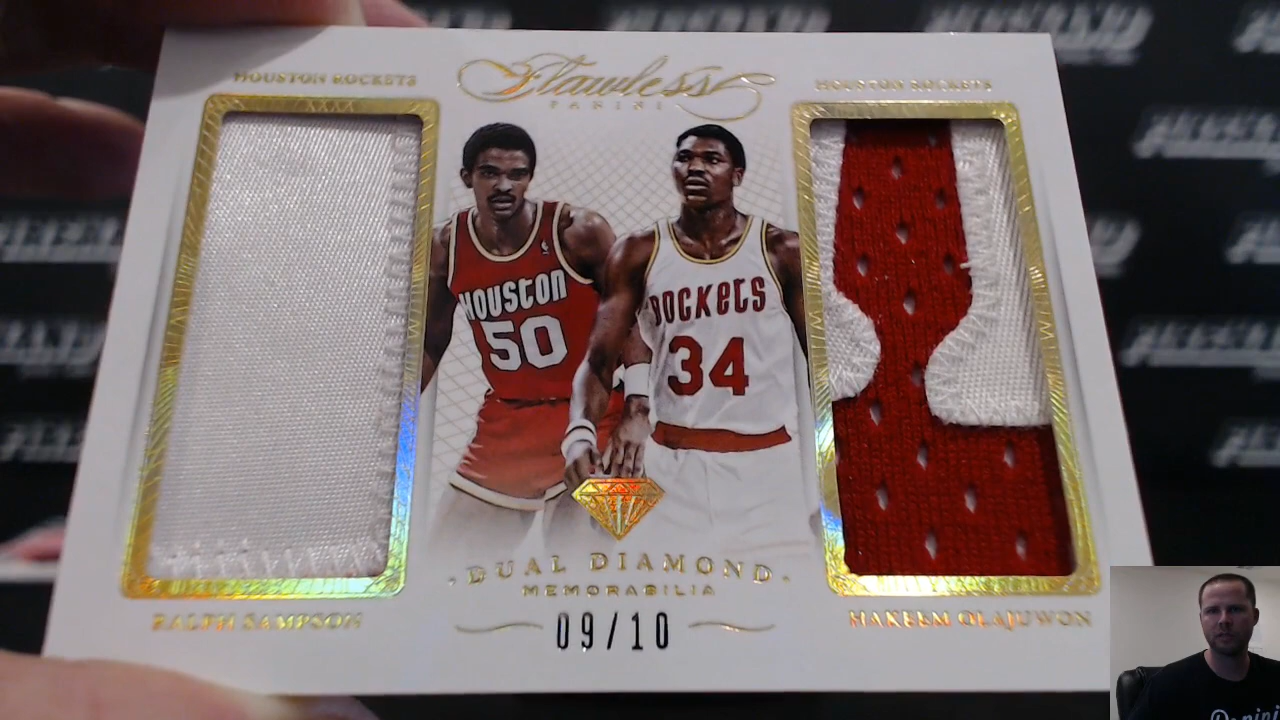 HOUSTON ROCKETS
Flawless
PANINI
HOUSTON ROCKETS
HOUSTON
50
ROCKETS
34
DUAL DIAMOND
MEMORABILIA
RALPH SAMPSON
09/10
HAKEEM OLAJUWON